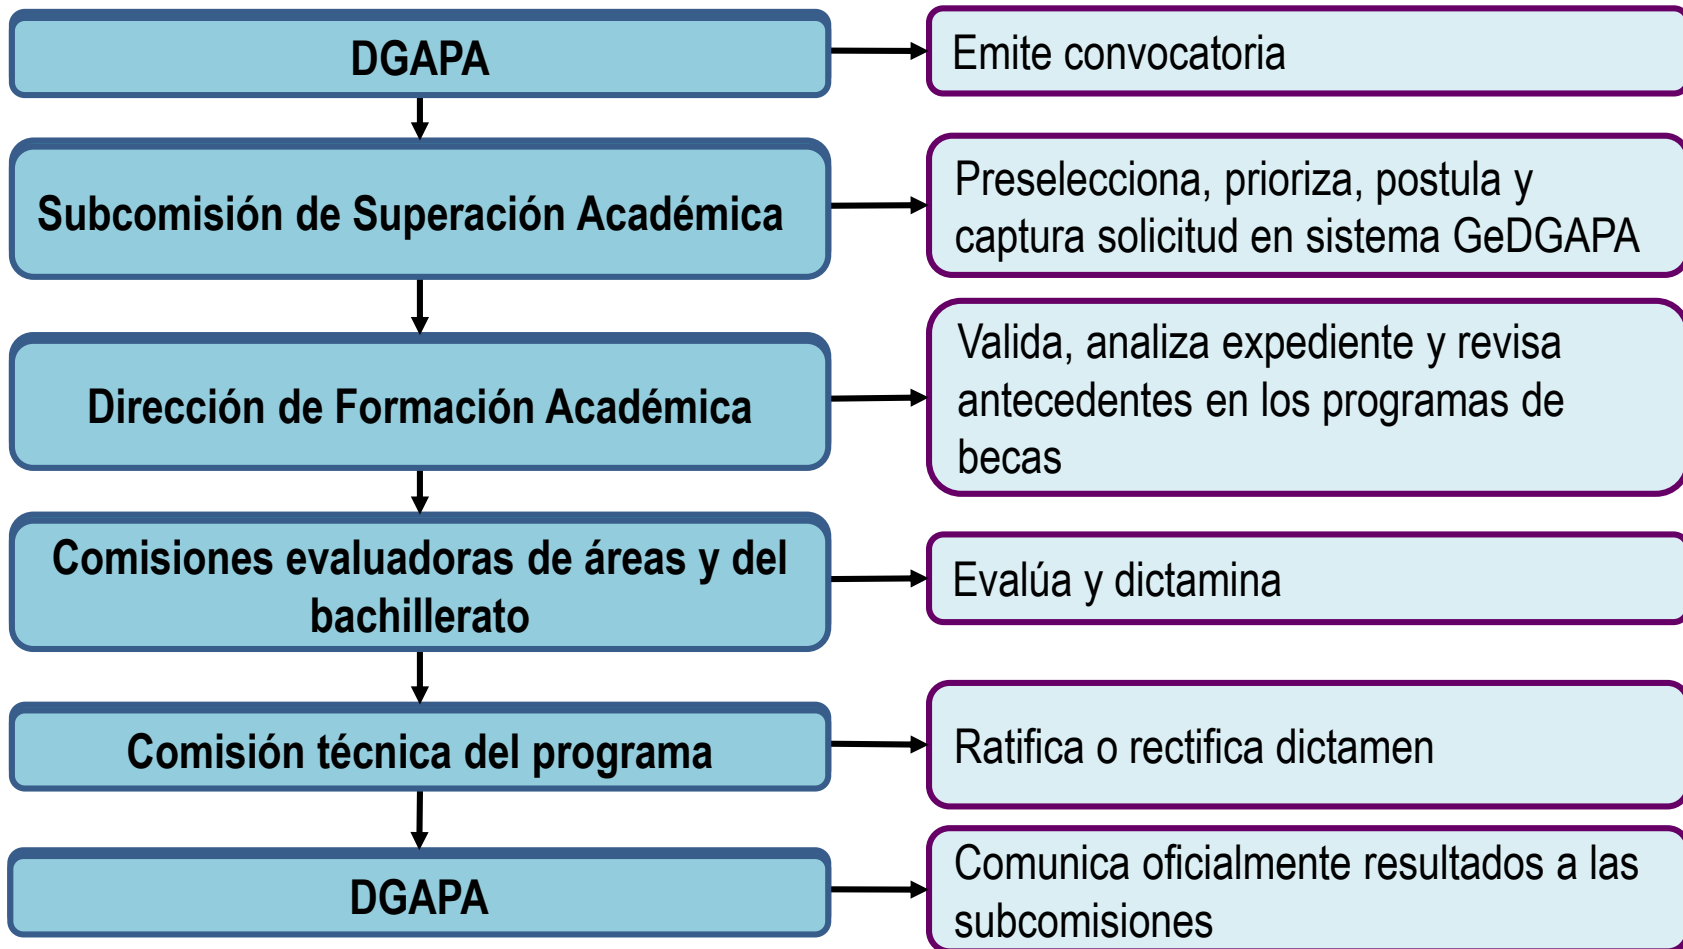 DGAPA
Emite convocatoria
Subcomisión de Superación Académica
Preselecciona, prioriza, postula y
captura solicitud en sistema GeDGAPA
Dirección de Formación Académica
Valida, analiza expediente y revisa
antecedentes en los programas de
becas
Comisiones evaluadoras de áreas y del
bachillerato
Evalúa y dictamina
Comisión técnica del programa
Ratifica o rectifica dictamen
DGAPA
Comunica oficialmente resultados a las
subcomisiones